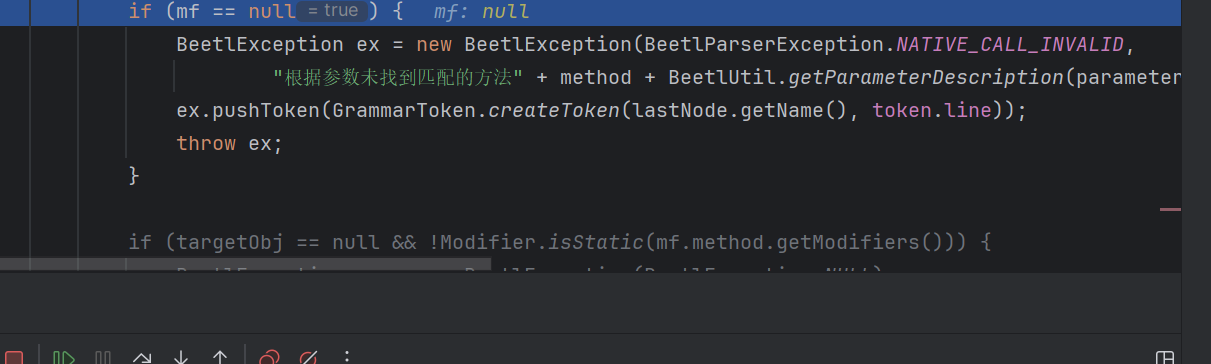 if (mf == null = true ) {   mf: null
BeetlException ex = new BeetlException(BeetlParserException.NATIVE_CALL_INVALID,
"根据参数未找到匹配的方法" + method + BeetlUtil.getParameterDescription(parameter
ex.pushToken(GrammarToken.createToken(lastNode.getName(), token.line));
throw ex;
}
if (targetObj == null && !Modifier.isStatic(mf.method.getModifiers())) {